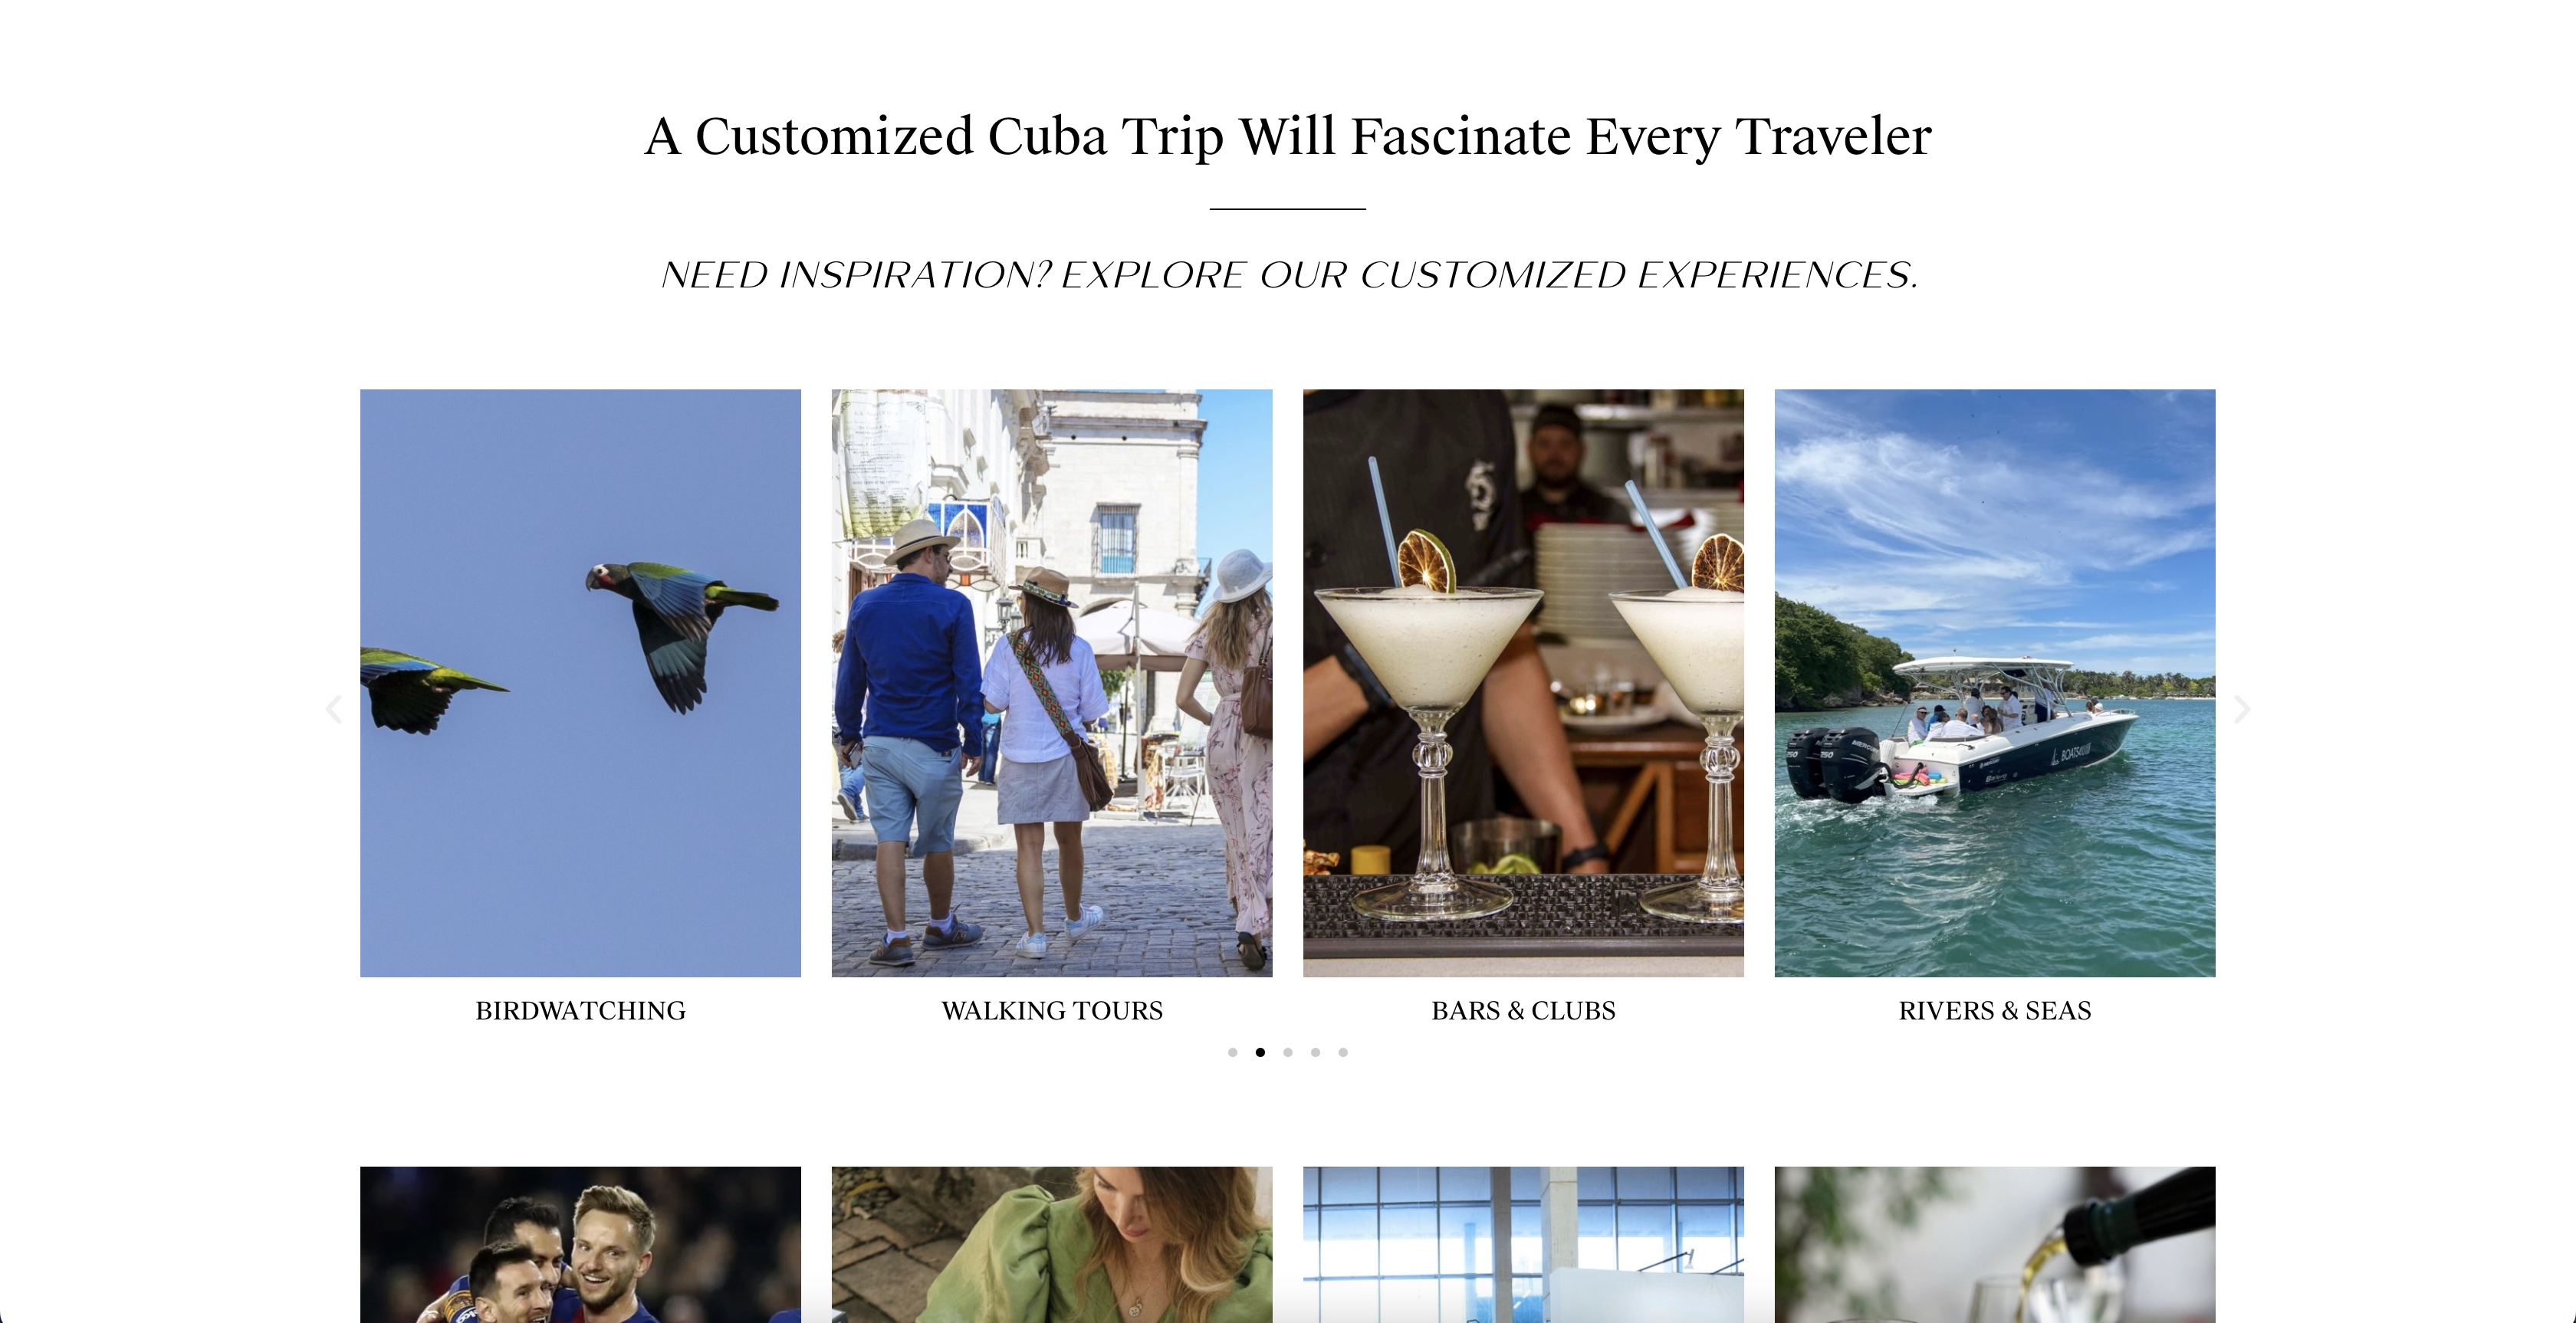 A Customized Cuba Trip Will Fascinate Every Traveler
NEED INSPIRATION? EXPLORE OUR CUSTOMIZED EXPERIENCES.
BIRDWATCHING
WALKING TOURS
BARS & CLUBS
RIVERS & SEAS